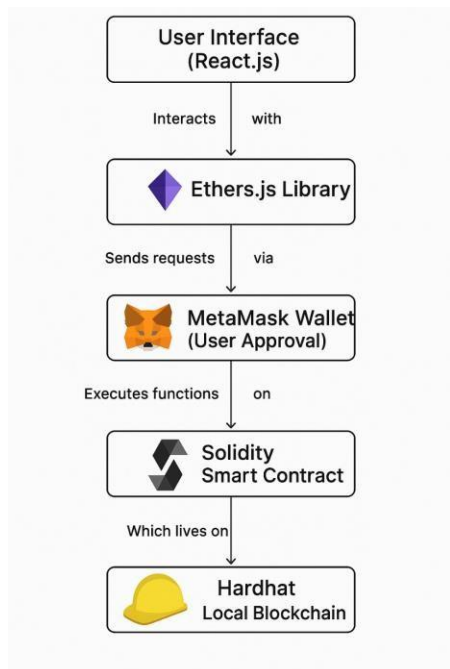 User Interface
(React.js)
Interacts with
Ethers.js Library
Sends requests via
MetaMask Wallet
(User Approval)
Executes functions on
Solidity
Smart Contract
Which lives on
Hardhat
Local Blockchain